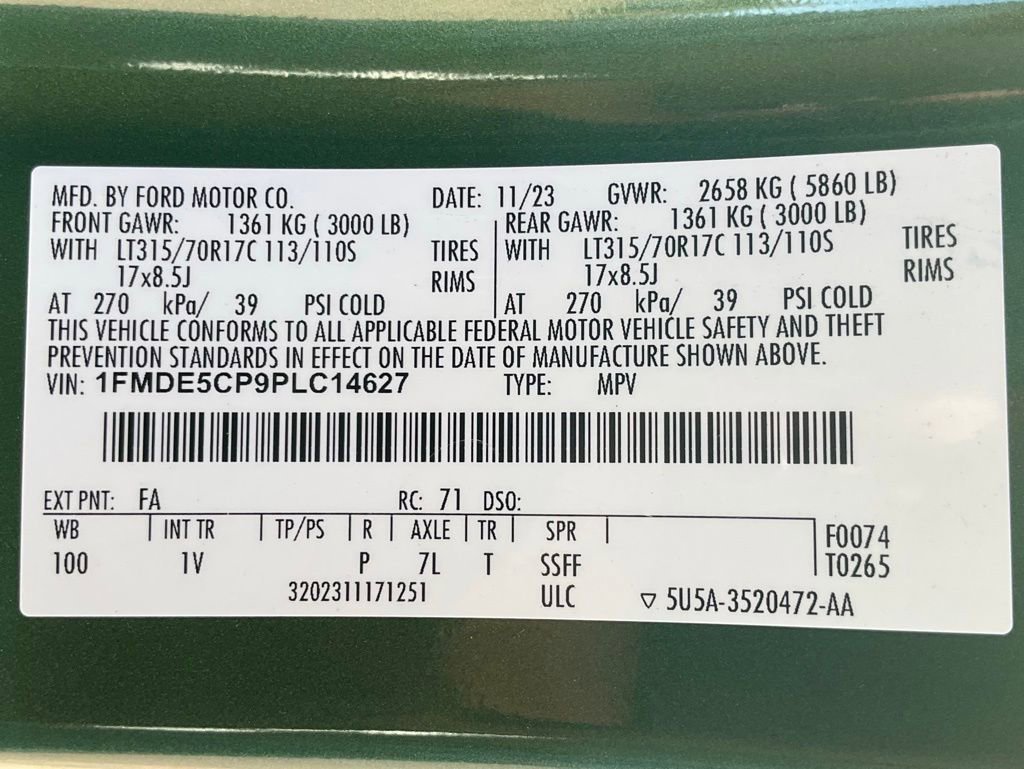 MFD. BY FORD MOTOR CO. DATE: 11/23 GVWR: 2658 KG ( 5860 LB)
FRONT GAWR: 1361 KG ( 3000 LB) REAR GAWR: 1361 KG ( 3000 LB)
WITH LT315/70R17C 113/110S TIRES WITH LT315/70R17C 113/110S TIRES
17x8.5J RIMS 17x8.5J RIMS
AT 270 kPa/ 39 PSI COLD AT 270 kPa/ 39 PSI COLD
THIS VEHICLE CONFORMS TO ALL APPLICABLE FEDERAL MOTOR VEHICLE SAFETY AND THEFT
PREVENTION STANDARDS IN EFFECT ON THE DATE OF MANUFACTURE SHOWN ABOVE.
VIN: 1FMDE5CP9PLC14627 TYPE: MPV
EXT PNT: FA RC: 71 DSO:
WB INT TR TP/PS R AXLE TR SPR F0074
100 1V P 7L T SSFF T0265
3202311171251 ULC ▽ 5U5A-3520472-AA